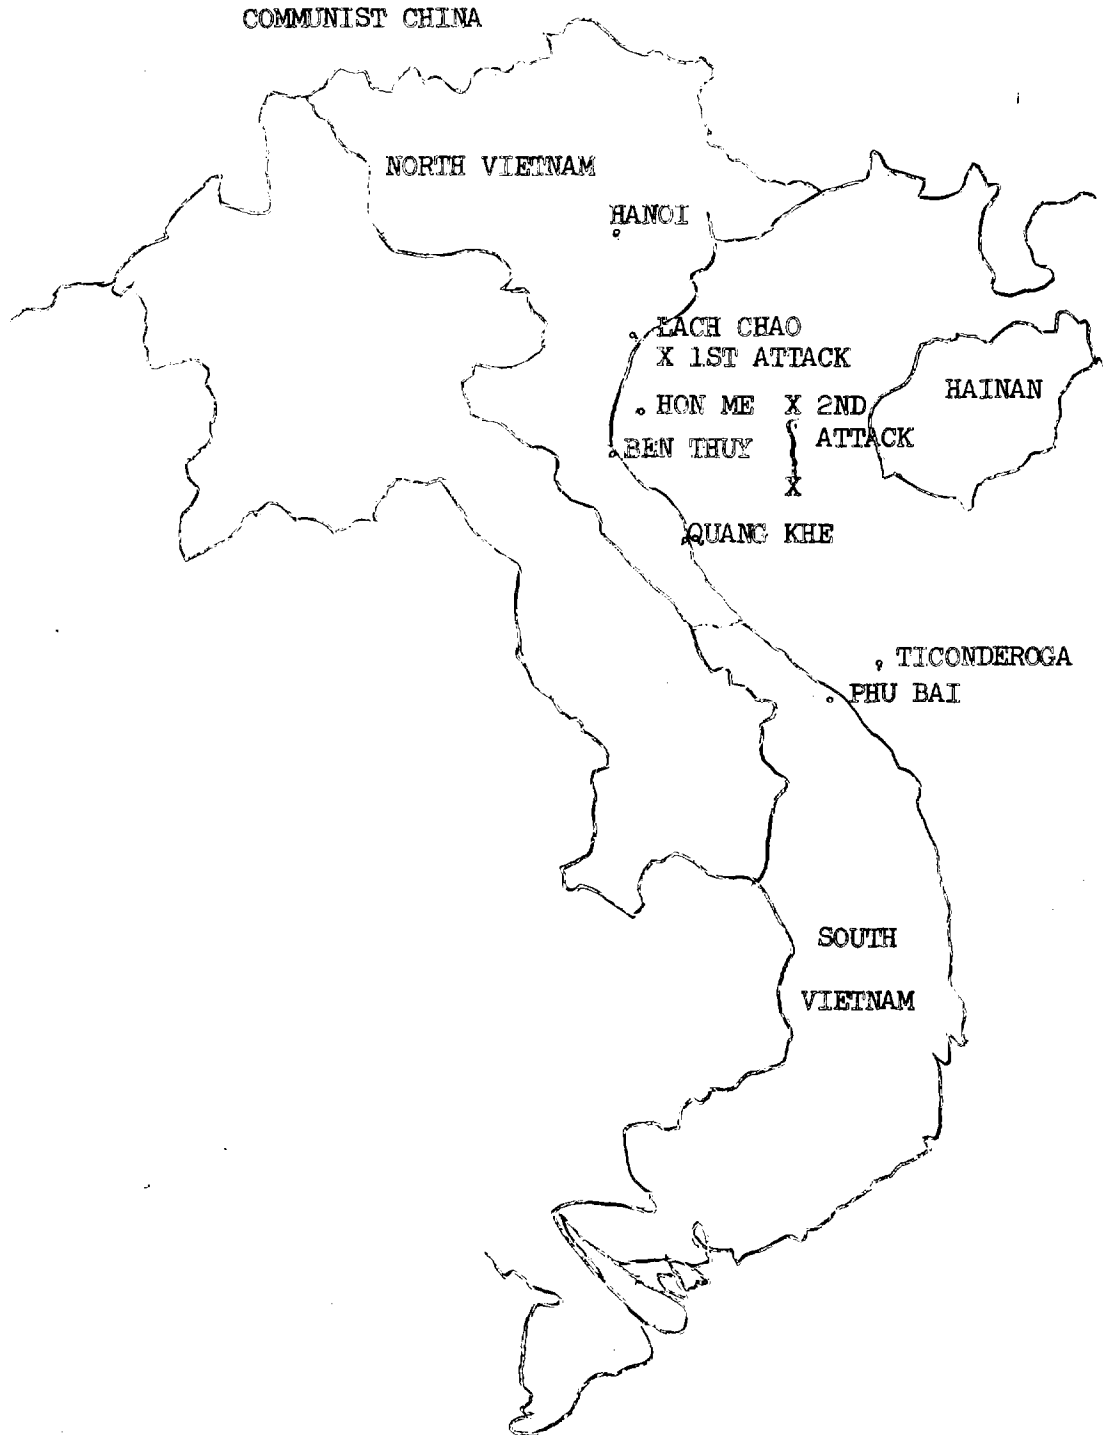 COMMUNIST CHINA
NORTH VIETNAM
HANOI
LACH CHAO
X 1ST ATTACK
HAINAN
HON ME X 2ND
ATTACK
BEN THUY
X
QUANG KHE
TICONDEROGA
PHU BAI
SOUTH
VIETNAM